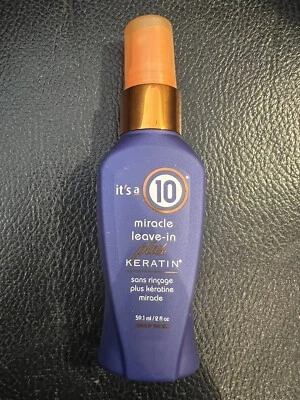 it's a 10
miracle
leave-in
plus
KERATIN
sans rinçage
plus kératine
miracle
59.1 ml / 2 fl oz